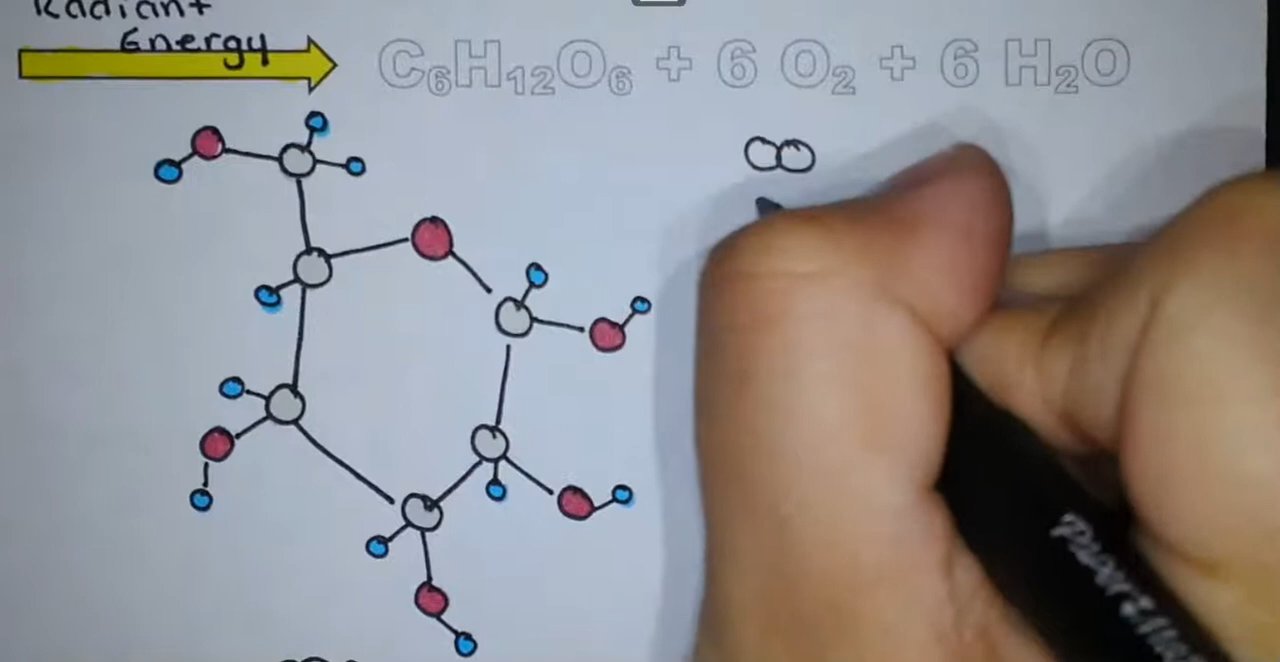 Radiant
Energy
C₆H₁₂O₆ + 6 O₂ + 6 H₂O